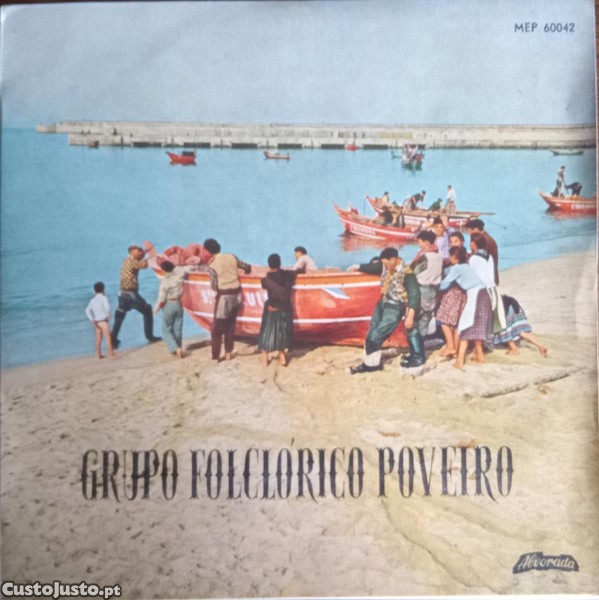 MEP 60042
GRUPO FOLCLÓRICO POVEIRO
Alvorada
CustoJusto.pt